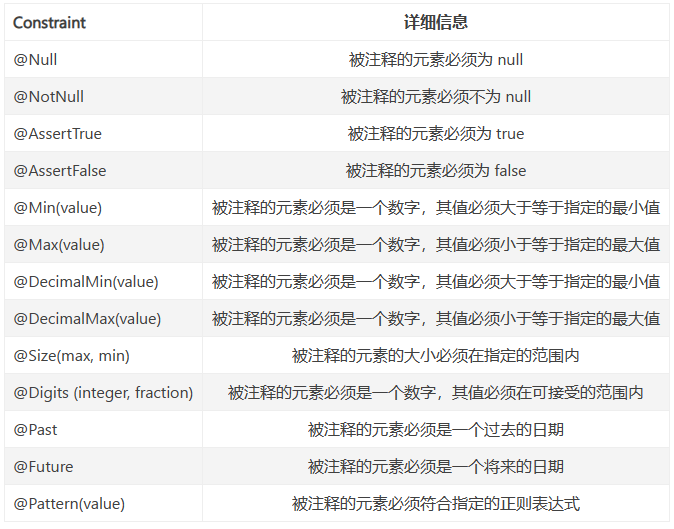 Constraint 详细信息
@Null 被注释的元素必须为 null
@NotNull 被注释的元素必须不为 null
@AssertTrue 被注释的元素必须为 true
@AssertFalse 被注释的元素必须为 false
@Min(value) 被注释的元素必须是一个数字，其值必须大于等于指定的最小值
@Max(value) 被注释的元素必须是一个数字，其值必须小于等于指定的最大值
@DecimalMin(value) 被注释的元素必须是一个数字，其值必须大于等于指定的最小值
@DecimalMax(value) 被注释的元素必须是一个数字，其值必须小于等于指定的最大值
@Size(max, min) 被注释的元素的大小必须在指定的范围内
@Digits (integer, fraction) 被注释的元素必须是一个数字，其值必须在可接受的范围内
@Past 被注释的元素必须是一个过去的日期
@Future 被注释的元素必须是一个将来的日期
@Pattern(value) 被注释的元素必须符合指定的正则表达式